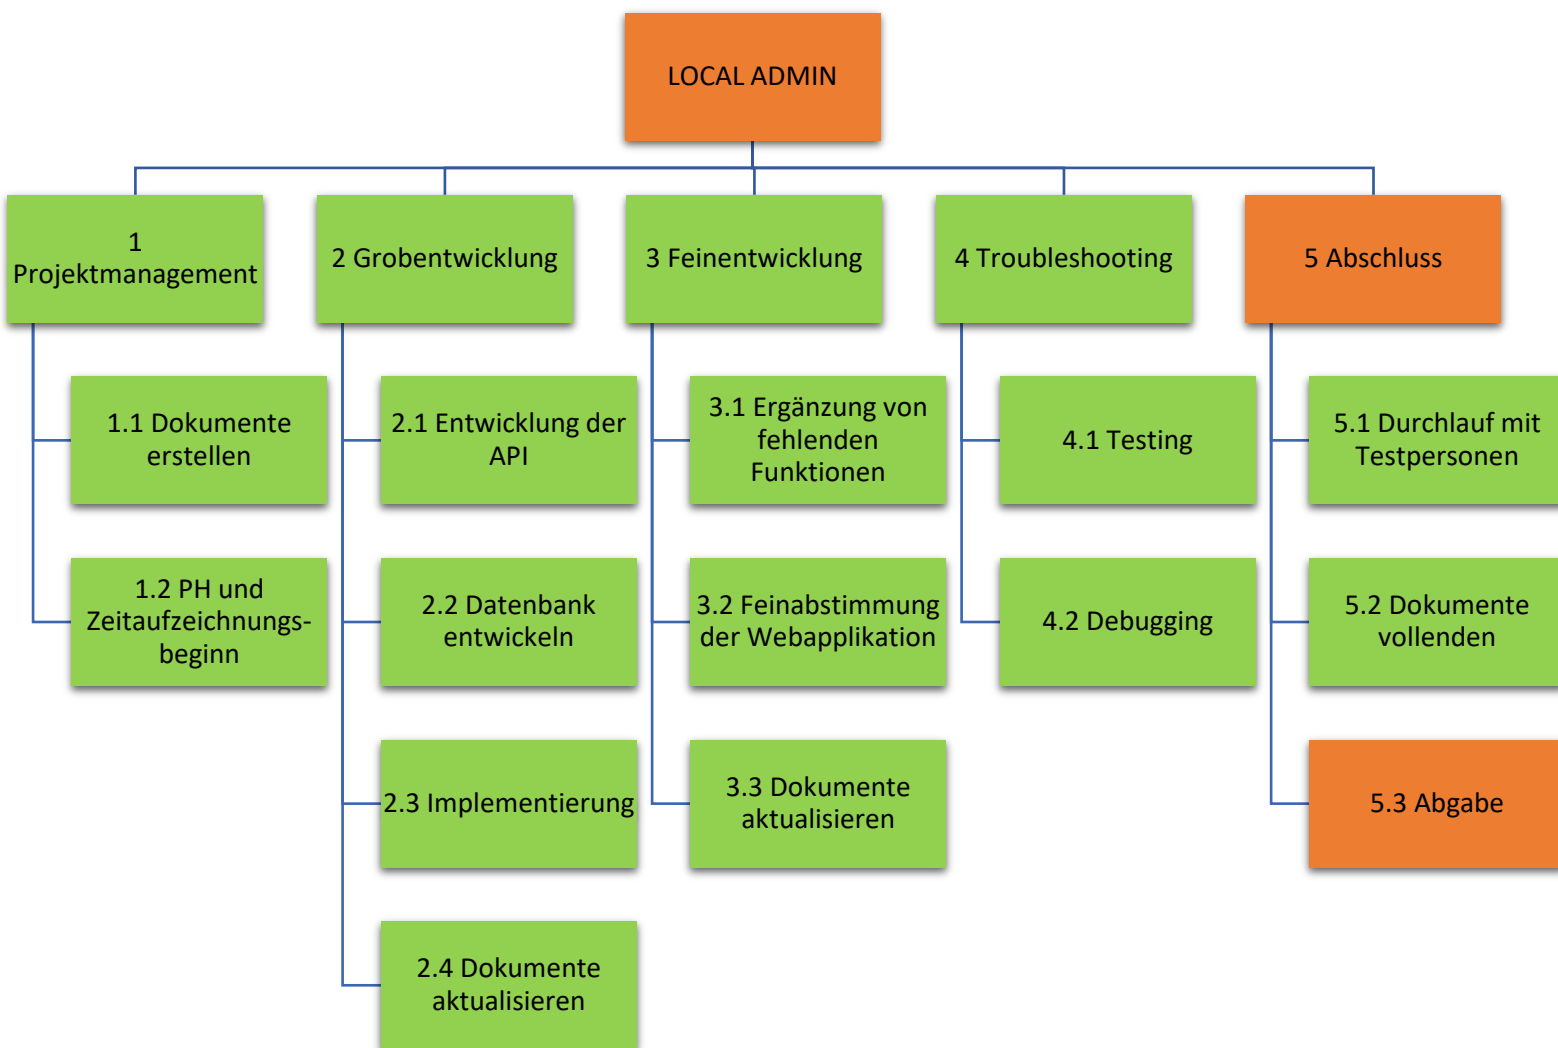 LOCAL ADMIN
1
Projektmanagement
2 Grobentwicklung
3 Feinentwicklung
4 Troubleshooting
5 Abschluss
1.1 Dokumente
erstellen
2.1 Entwicklung der
API
3.1 Ergänzung von
fehlenden
Funktionen
4.1 Testing
5.1 Durchlauf mit
Testpersonen
1.2 PH und
Zeitaufzeichnungs-
beginn
2.2 Datenbank
entwickeln
3.2 Feinabstimmung
der Webapplikation
4.2 Debugging
5.2 Dokumente
vollenden
2.3 Implementierung
3.3 Dokumente
aktualisieren
5.3 Abgabe
2.4 Dokumente
aktualisieren